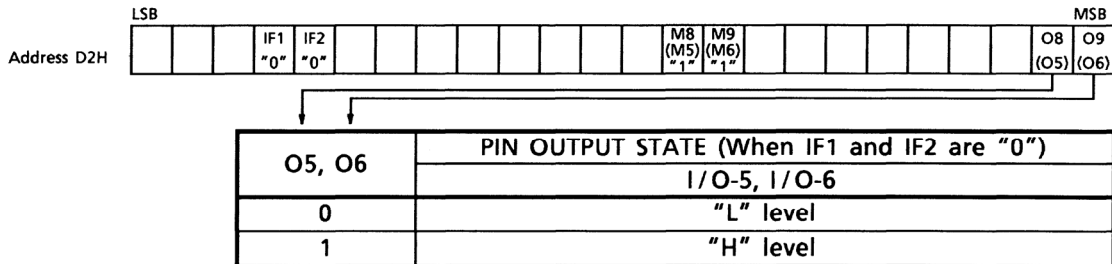 LSB MSB
Address D2H
IF1 IF2 M8 M9 O8 O9
(M5) (M6) (O5) (O6)
"0" "0" "1" "1"
O5, O6 PIN OUTPUT STATE (When IF1 and IF2 are "0")
I/O-5, I/O-6
0 "L" level
1 "H" level